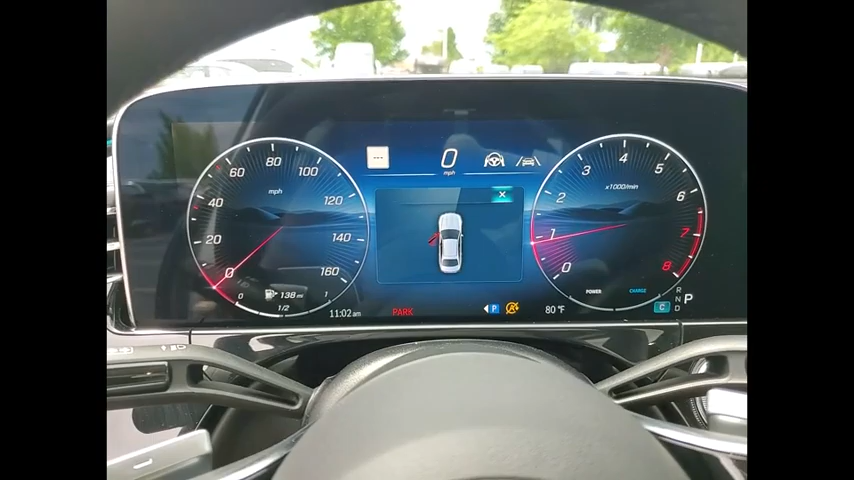 0
mph
---
80
60
100
40
120
20
140
0
160
mph
138 mi
0
1
1/2
4
3
5
2
6
1
7
0
8
x1000/min
POWER
CHARGE
11:02 am
PARK
P
A
80 °F
C
R
N
D
P